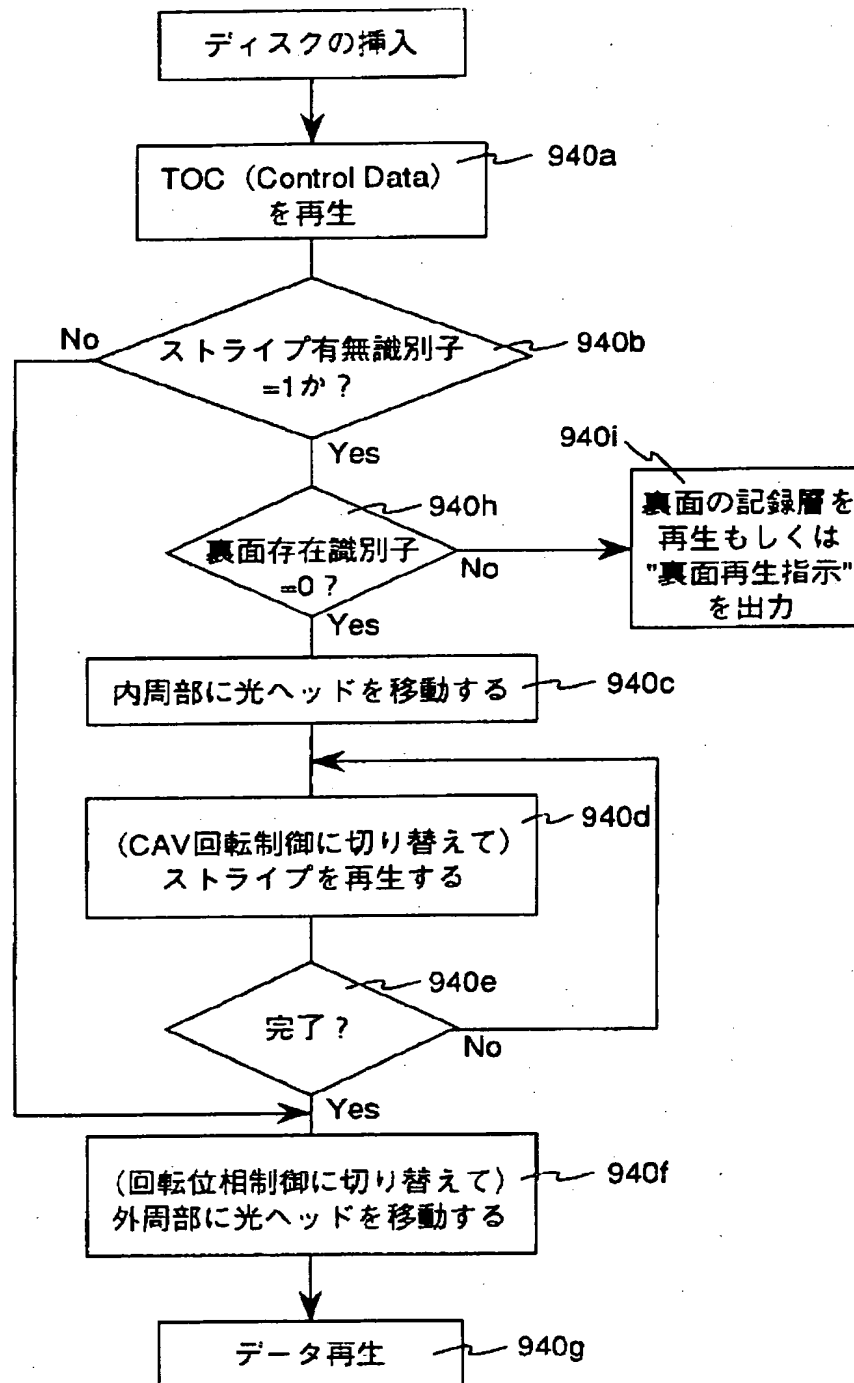 ディスクの挿入
940a
TOC（Control Data）
を再生
No
ストライプ有無識別子
=1か？
940b
Yes
940i
940h
裏面存在識別子
=0？
No
裏面の記録層を
再生もしくは
"裏面再生指示"
を出力
Yes
内周部に光ヘッドを移動する
940c
940d
（CAV回転制御に切り替えて）
ストライプを再生する
940e
完了？
No
Yes
（回転位相制御に切り替えて）
外周部に光ヘッドを移動する
940f
データ再生
940g